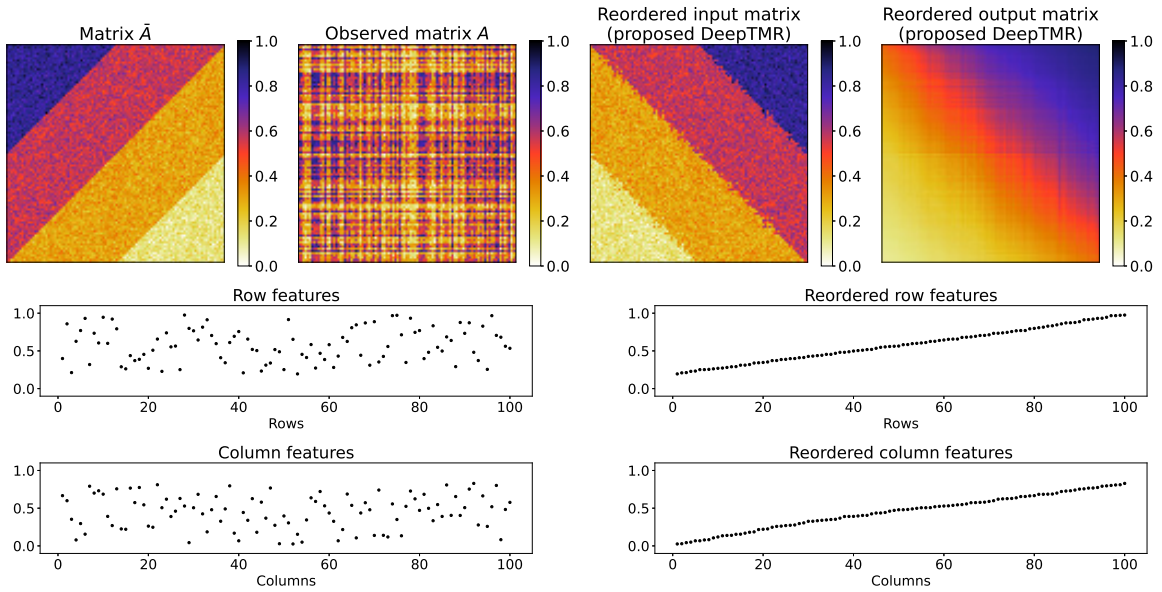 Matrix Ā
1.0
0.8
0.6
0.4
0.2
0.0
Observed matrix A
1.0
0.8
0.6
0.4
0.2
0.0
Reordered input matrix
(proposed DeepTMR)
1.0
0.8
0.6
0.4
0.2
0.0
Reordered output matrix
(proposed DeepTMR)
1.0
0.8
0.6
0.4
0.2
0.0
Row features
1.0
0.5
0.0
0 20 40 60 80 100
Rows
Reordered row features
1.0
0.5
0.0
0 20 40 60 80 100
Rows
Column features
1.0
0.5
0.0
0 20 40 60 80 100
Columns
Reordered column features
1.0
0.5
0.0
0 20 40 60 80 100
Columns